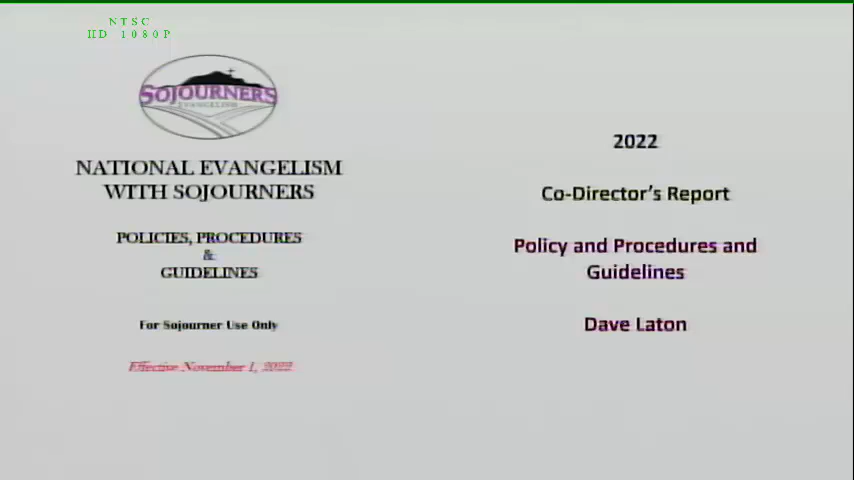 NTSC
HD 1080P
SOJOURNERS
EVANGELISM
NATIONAL EVANGELISM
WITH SOJOURNERS
POLICIES, PROCEDURES
&
GUIDELINES
For Sojourner Use Only
Effective November 1, 2022
2022
Co-Director's Report
Policy and Procedures and
Guidelines
Dave Laton